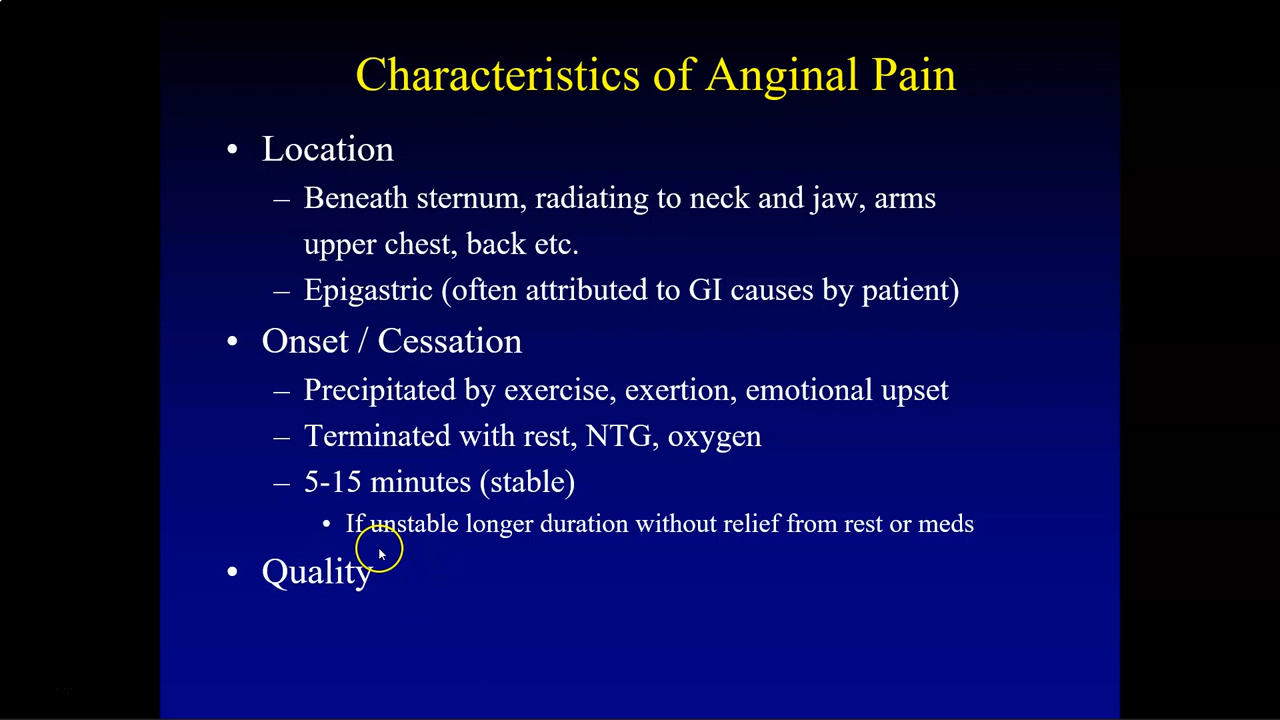 Characteristics of Anginal Pain
• Location
– Beneath sternum, radiating to neck and jaw, arms
upper chest, back etc.
– Epigastric (often attributed to GI causes by patient)
• Onset / Cessation
– Precipitated by exercise, exertion, emotional upset
– Terminated with rest, NTG, oxygen
– 5-15 minutes (stable)
• If unstable longer duration without relief from rest or meds
• Quality